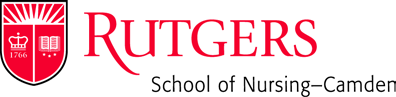 1766
RUTGERS
School of Nursing–Camden